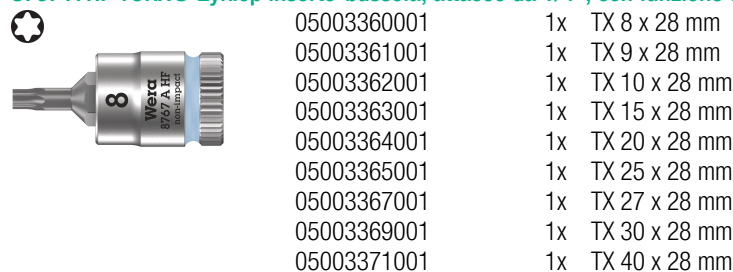 05003360001 1x TX 8 x 28 mm
05003361001 1x TX 9 x 28 mm
05003362001 1x TX 10 x 28 mm
05003363001 1x TX 15 x 28 mm
05003364001 1x TX 20 x 28 mm
05003365001 1x TX 25 x 28 mm
05003367001 1x TX 27 x 28 mm
05003369001 1x TX 30 x 28 mm
05003371001 1x TX 40 x 28 mm
8
Wera
8767 A HF
non-impact